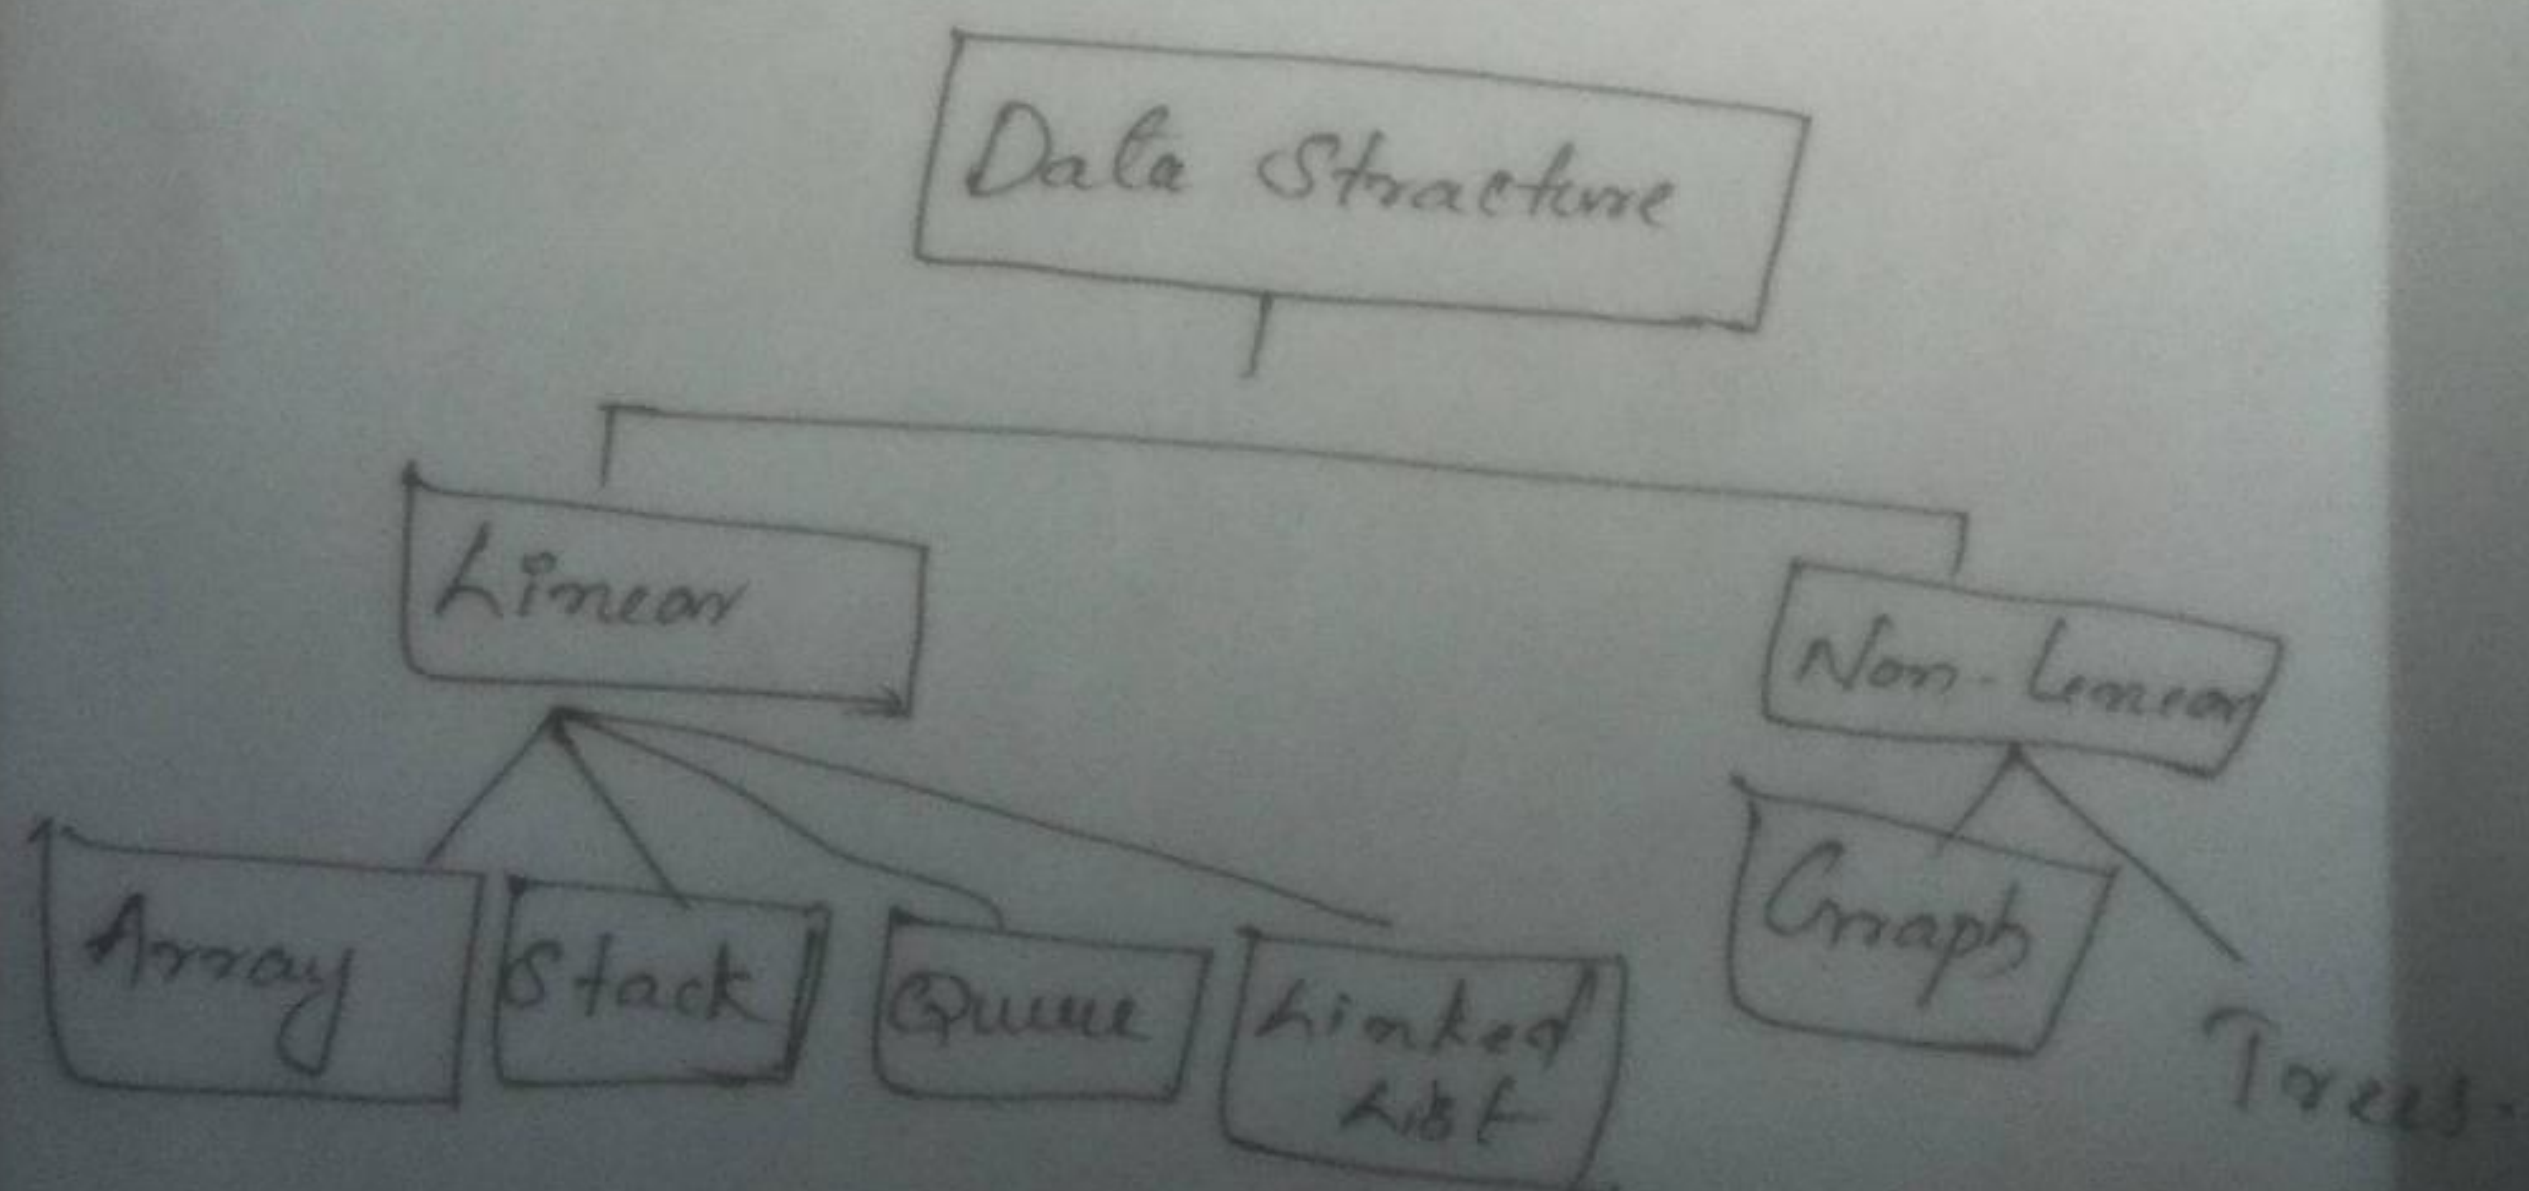 Data Structure
Linear
Non-Linear
Array
Stack
Queue
Linked
List
Graph
Trees.